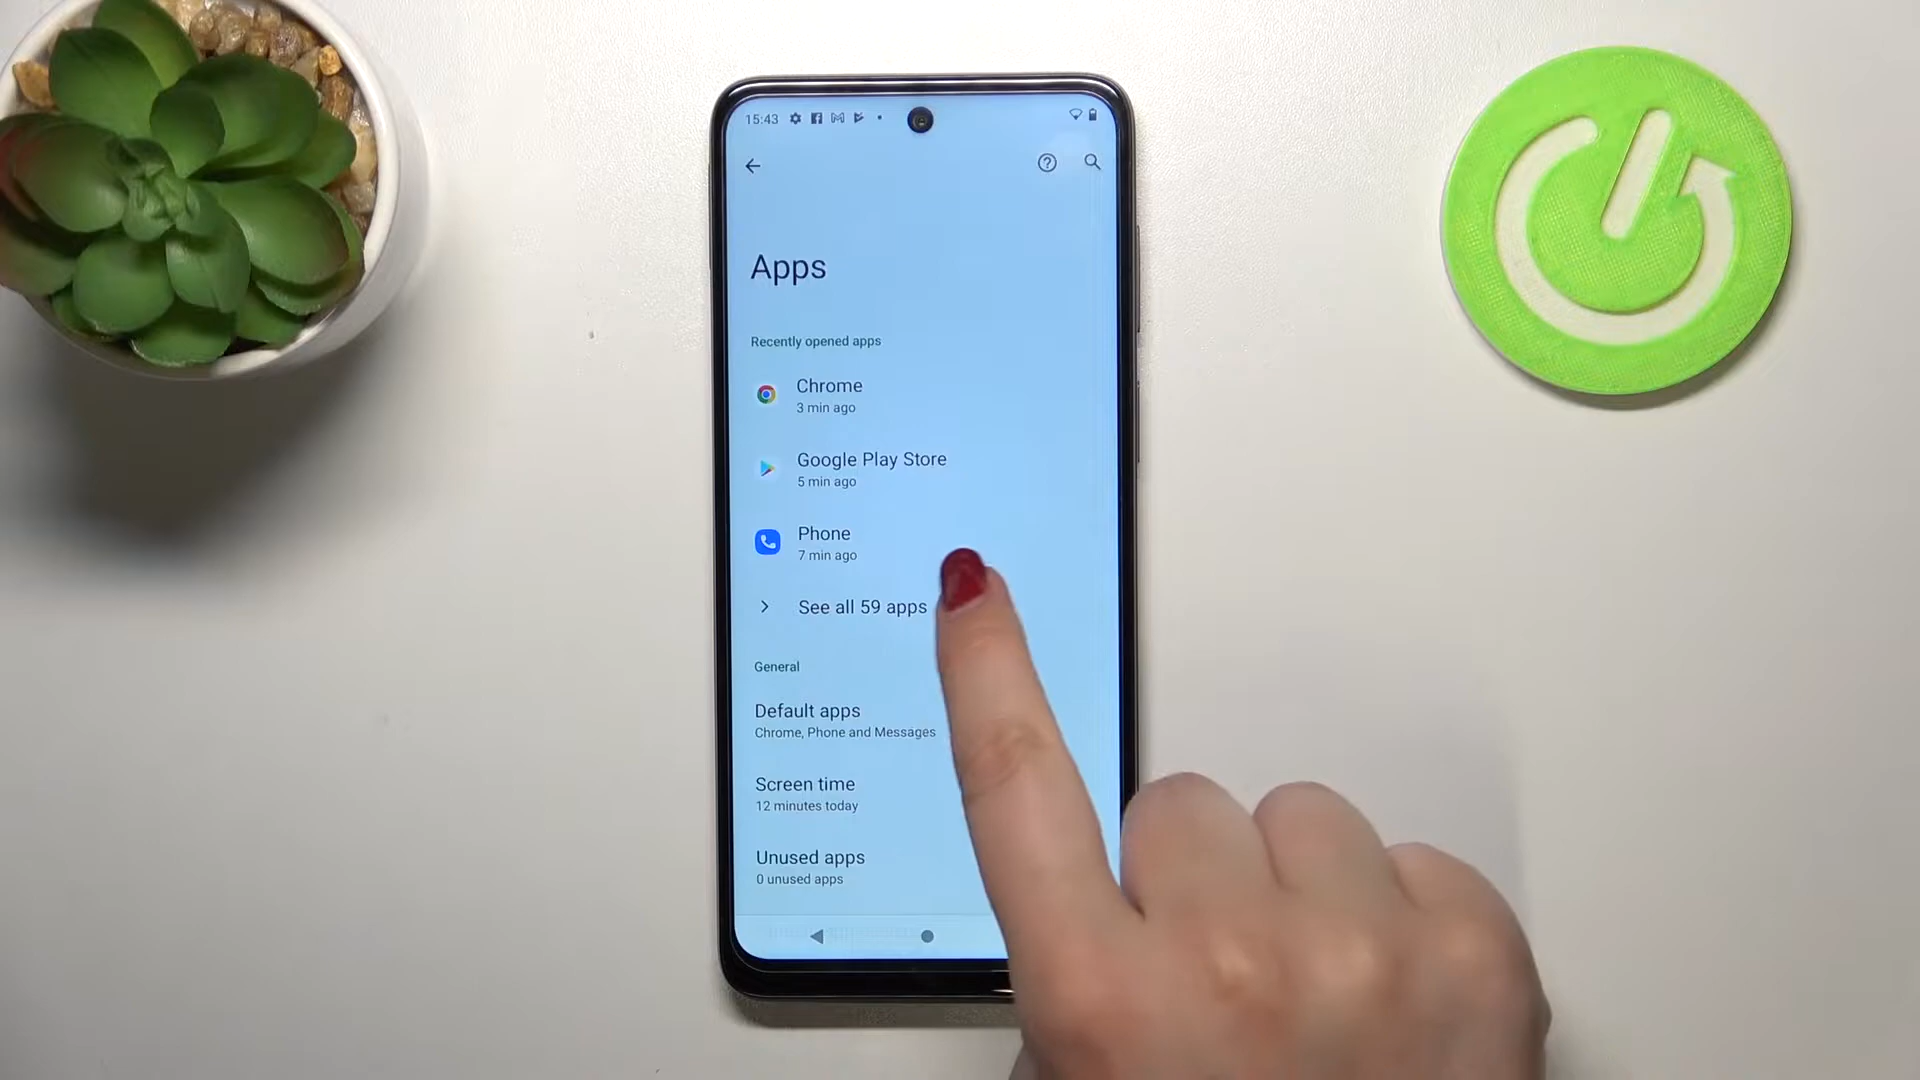 15:43
Apps
Recently opened apps
Chrome
3 min ago
Google Play Store
5 min ago
Phone
7 min ago
See all 59 apps
General
Default apps
Chrome, Phone and Messages
Screen time
12 minutes today
Unused apps
0 unused apps